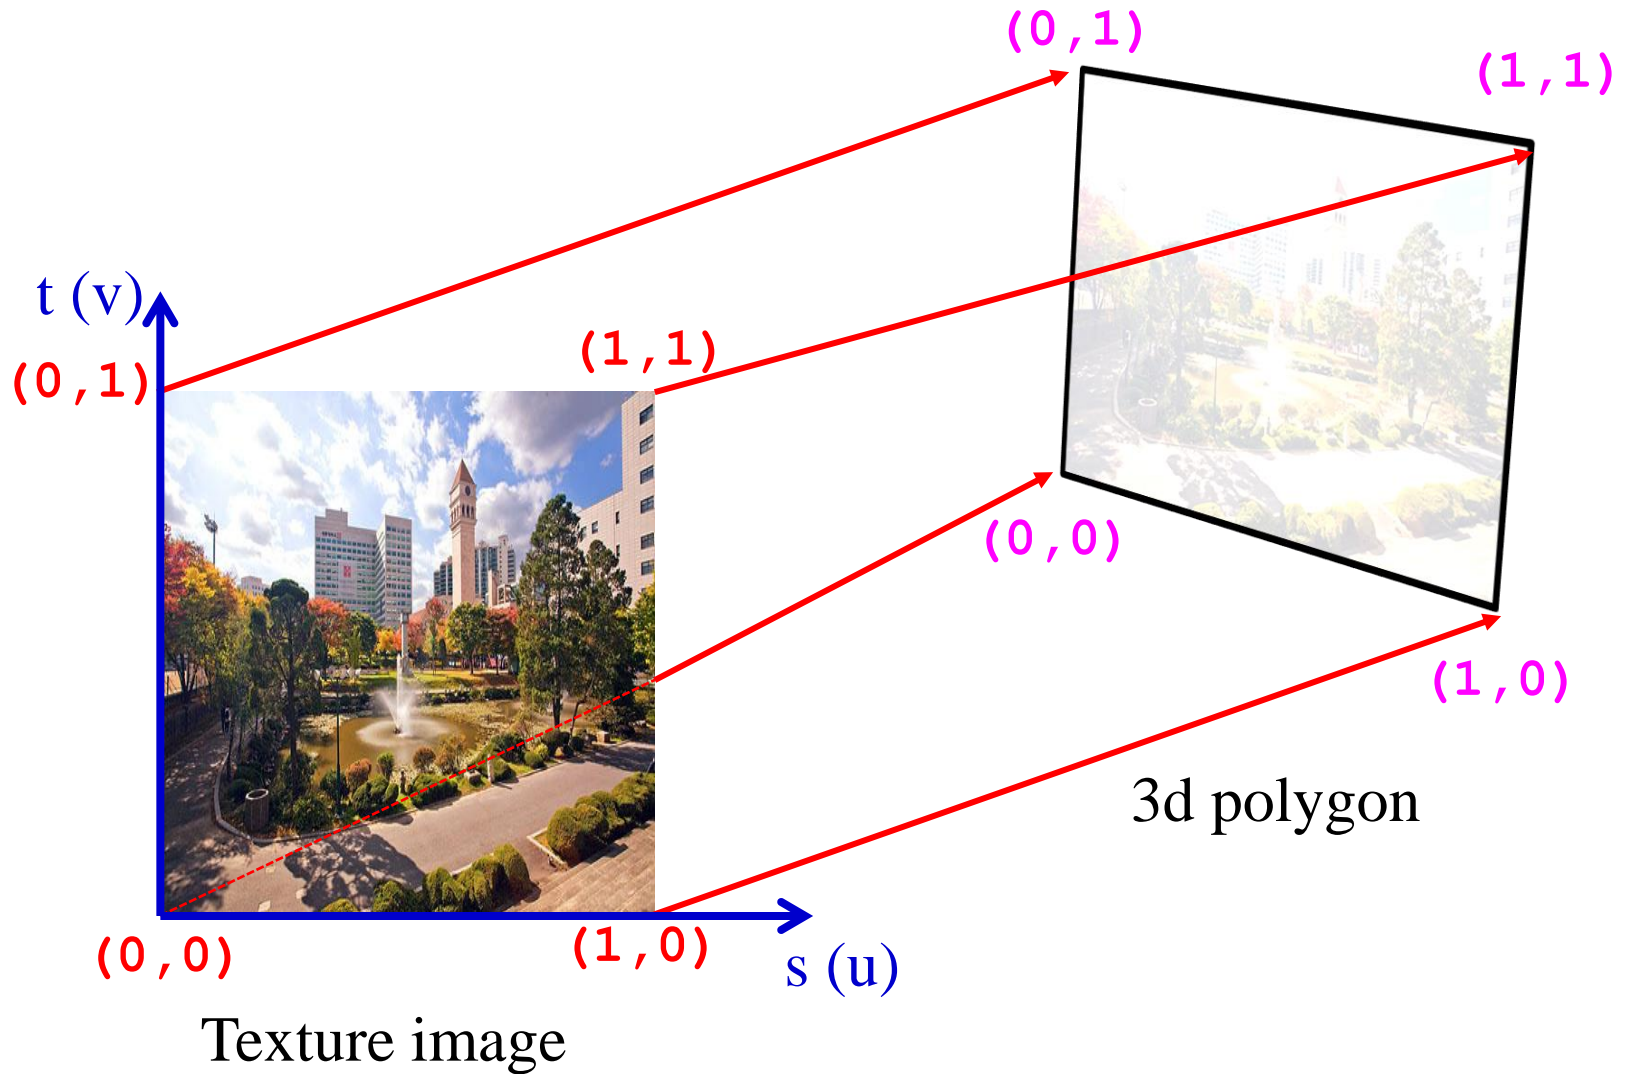 (0,1)
(1,1)
t (v)
(0,1)
(1,1)
(0,0)
(1,0)
3d polygon
(0,0)
(1,0)
s (u)
Texture image